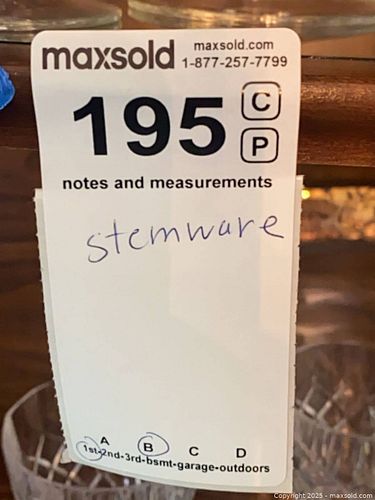 maxsold maxsold.com
1-877-257-7799
195 C
P
notes and measurements
stemware
A B C D
1st-2nd-3rd-bsmt-garage-outdoors
Copyright 2025 - maxsold.com